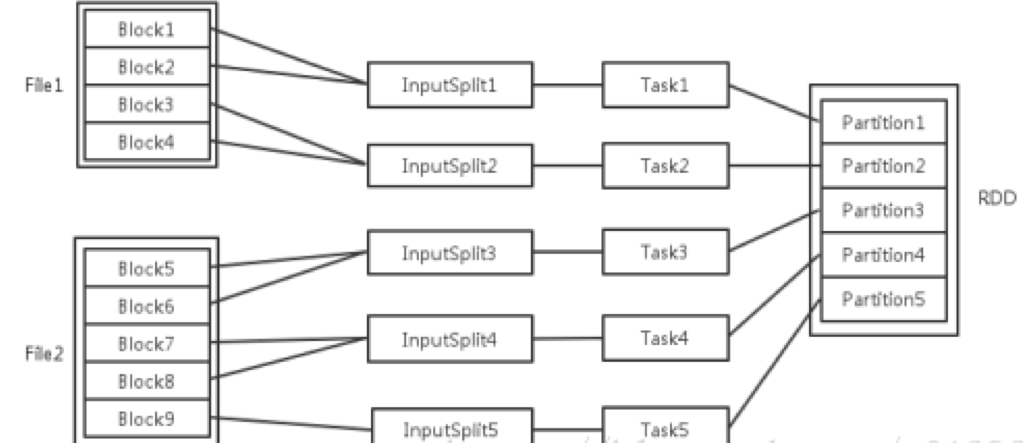 File1
Block1
Block2
Block3
Block4
File2
Block5
Block6
Block7
Block8
Block9
InputSplit1
InputSplit2
InputSplit3
InputSplit4
InputSplit5
Task1
Task2
Task3
Task4
Task5
Partition1
Partition2
Partition3
Partition4
Partition5
RDD